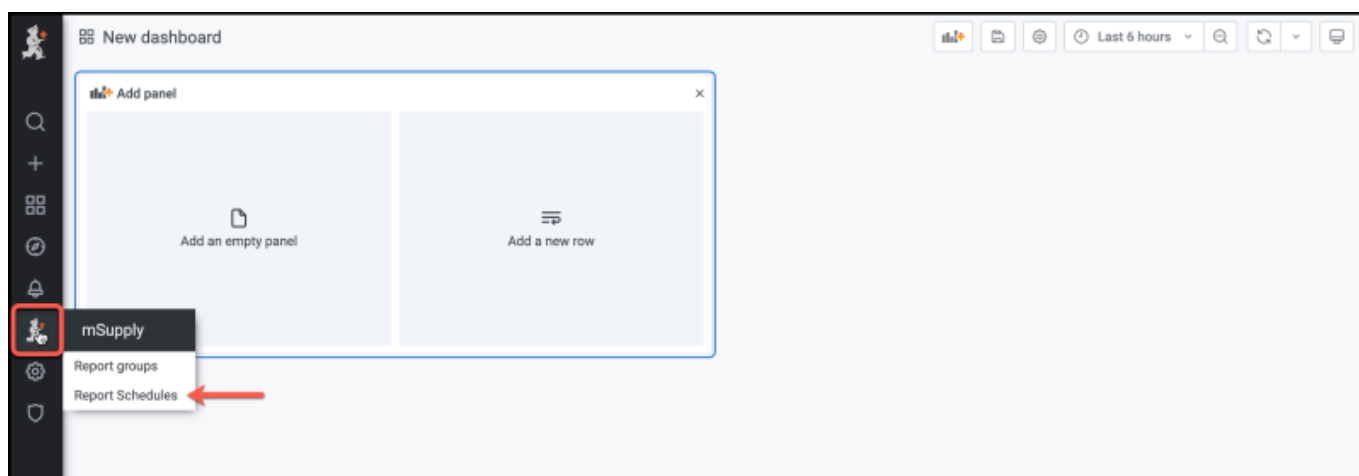 New dashboard
Last 6 hours
Add panel
Add an empty panel
Add a new row
mSupply
Report groups
Report Schedules